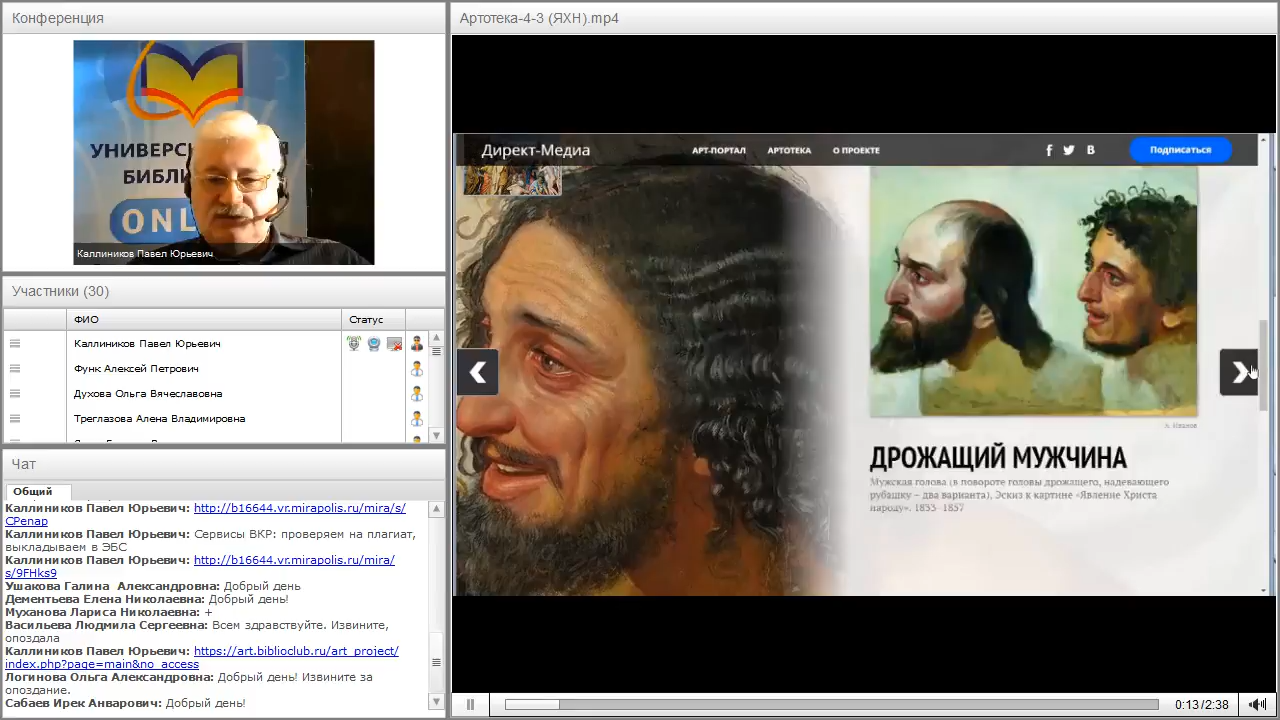 Конференция
УНИВЕРС
БИБЛИ
ONL
Каллиников Павел Юрьевич
Участники (30)
ФИО
Статус
Каллиников Павел Юрьевич
Функ Алексей Петрович
Духова Ольга Вячеславовна
Треглазова Алена Владимировна
Чат
Общий
Каллиников Павел Юрьевич: http://b16644.vr.mirapolis.ru/mira/s/
CPenap
Каллиников Павел Юрьевич: Сервисы ВКР: проверяем на плагиат,
выкладываем в ЭБС
Каллиников Павел Юрьевич: http://b16644.vr.mirapolis.ru/mira/
s/9FHks9
Ушакова Галина Александровна: Добрый день
Дементьева Елена Николаевна: Добрый день!
Муханова Лариса Николаевна: +
Васильева Людмила Сергеевна: Всем здравствуйте. Извините,
опоздала
Каллиников Павел Юрьевич: https://art.biblioclub.ru/art_project/
index.php?page=main&no_access
Логинова Ольга Александровна: Добрый день! Извините за
опоздание.
Сабаев Ирек Анварович: Добрый день!
Артотека-4-3 (ЯХН).mp4
Директ-Медиа
АРТ-ПОРТАЛ
АРТОТЕКА
О ПРОЕКТЕ
Подписаться
А. Иванов
ДРОЖАЩИЙ МУЖЧИНА
Мужская голова (в повороте головы дрожащего, надевающего
рубашку – два варианта), Эскиз к картине «Явление Христа
народу». 1833–1857
0:13/2:38